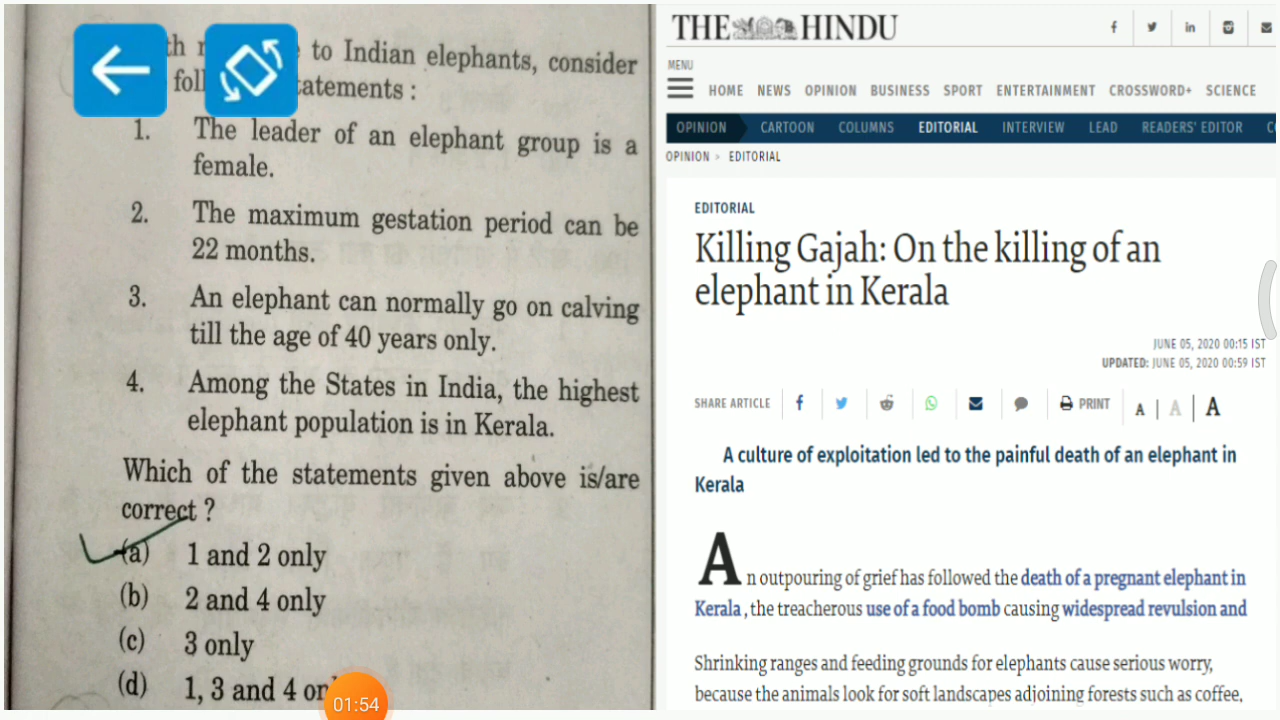 to Indian elephants, consider
1. The leader of an elephant group is a
female.
2. The maximum gestation period can be
22 months.
3. An elephant can normally go on calving
till the age of 40 years only.
4. Among the States in India, the highest
elephant population is in Kerala.
Which of the statements given above is/are
correct ?
(a) 1 and 2 only
(b) 2 and 4 only
(c) 3 only
(d) 1, 3 and 4
01:54
THE HINDU
MENU
HOME NEWS OPINION BUSINESS SPORT ENTERTAINMENT CROSSWORD+ SCIENCE
OPINION CARTOON COLUMNS EDITORIAL INTERVIEW LEAD READERS' EDITOR
OPINION > EDITORIAL
EDITORIAL
Killing Gajah: On the killing of an
elephant in Kerala
JUNE 05, 2020 00:15 IST
UPDATED: JUNE 05, 2020 00:59 IST
SHARE ARTICLE PRINT A | A | A
A culture of exploitation led to the painful death of an elephant in
Kerala
An outpouring of grief has followed the death of a pregnant elephant in
Kerala , the treacherous use of a food bomb causing widespread revulsion and
Shrinking ranges and feeding grounds for elephants cause serious worry,
because the animals look for soft landscapes adjoining forests such as coffee,